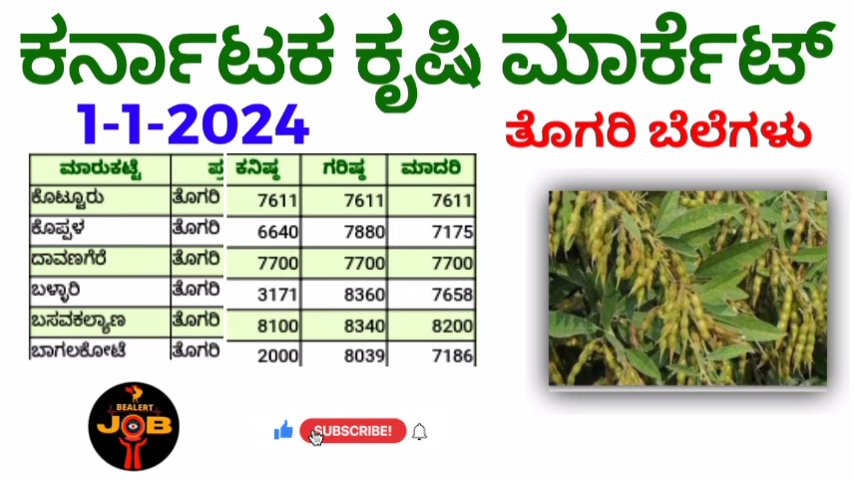 ಕರ್ನಾಟಕ ಕೃಷಿ ಮಾರ್ಕೆಟ್
1-1-2024
ತೊಗರಿ ಬೆಲೆಗಳು
ಮಾರುಕಟ್ಟೆ ಕನಿಷ್ಠ ಗರಿಷ್ಠ ಮಾದರಿ
ಕೊಟ್ಟೂರು ತೊಗರಿ 7611 7611 7611
ಕೊಪ್ಪಳ ತೊಗರಿ 6640 7880 7175
ದಾವಣಗೆರೆ ತೊಗರಿ 7700 7700 7700
ಬಳ್ಳಾರಿ ತೊಗರಿ 3171 8360 7658
ಬಸವಕಲ್ಯಾಣ ತೊಗರಿ 8100 8340 8200
ಬಾಗಲಕೋಟೆ ತೊಗರಿ 2000 8039 7186
BEALERT
JOB
SUBSCRIBE!